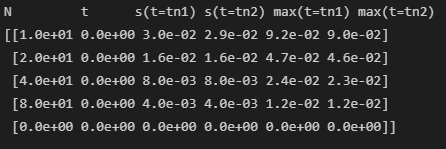 N t s(t=tn1) s(t=tn2) max(t=tn1) max(t=tn2)
[[1.0e+01 0.0e+00 3.0e-02 2.9e-02 9.2e-02 9.0e-02]
[2.0e+01 0.0e+00 1.6e-02 1.6e-02 4.7e-02 4.6e-02]
[4.0e+01 0.0e+00 8.0e-03 8.0e-03 2.4e-02 2.3e-02]
[8.0e+01 0.0e+00 4.0e-03 4.0e-03 1.2e-02 1.2e-02]
[0.0e+00 0.0e+00 0.0e+00 0.0e+00 0.0e+00 0.0e+00]]